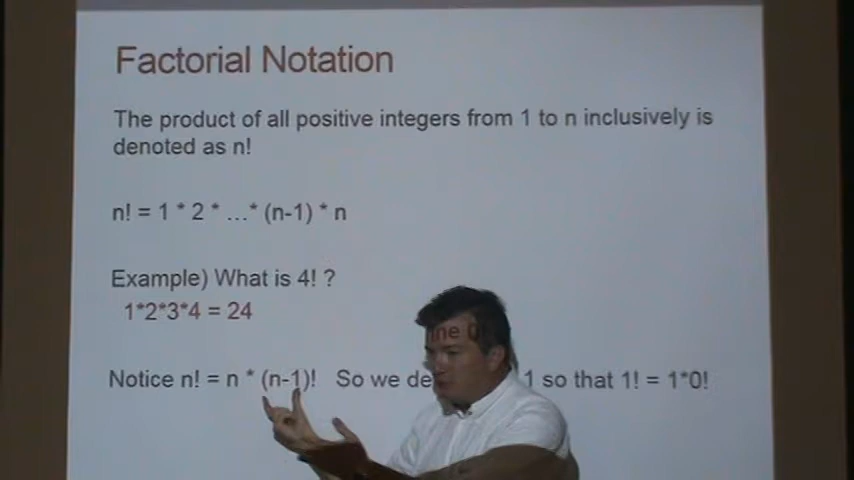 Factorial Notation
The product of all positive integers from 1 to n inclusively is
denoted as n!
n! = 1 * 2 * ...* (n-1) * n
Example) What is 4! ?
1*2*3*4 = 24
Notice n! = n * (n-1)! So we de 1 so that 1! = 1*0!